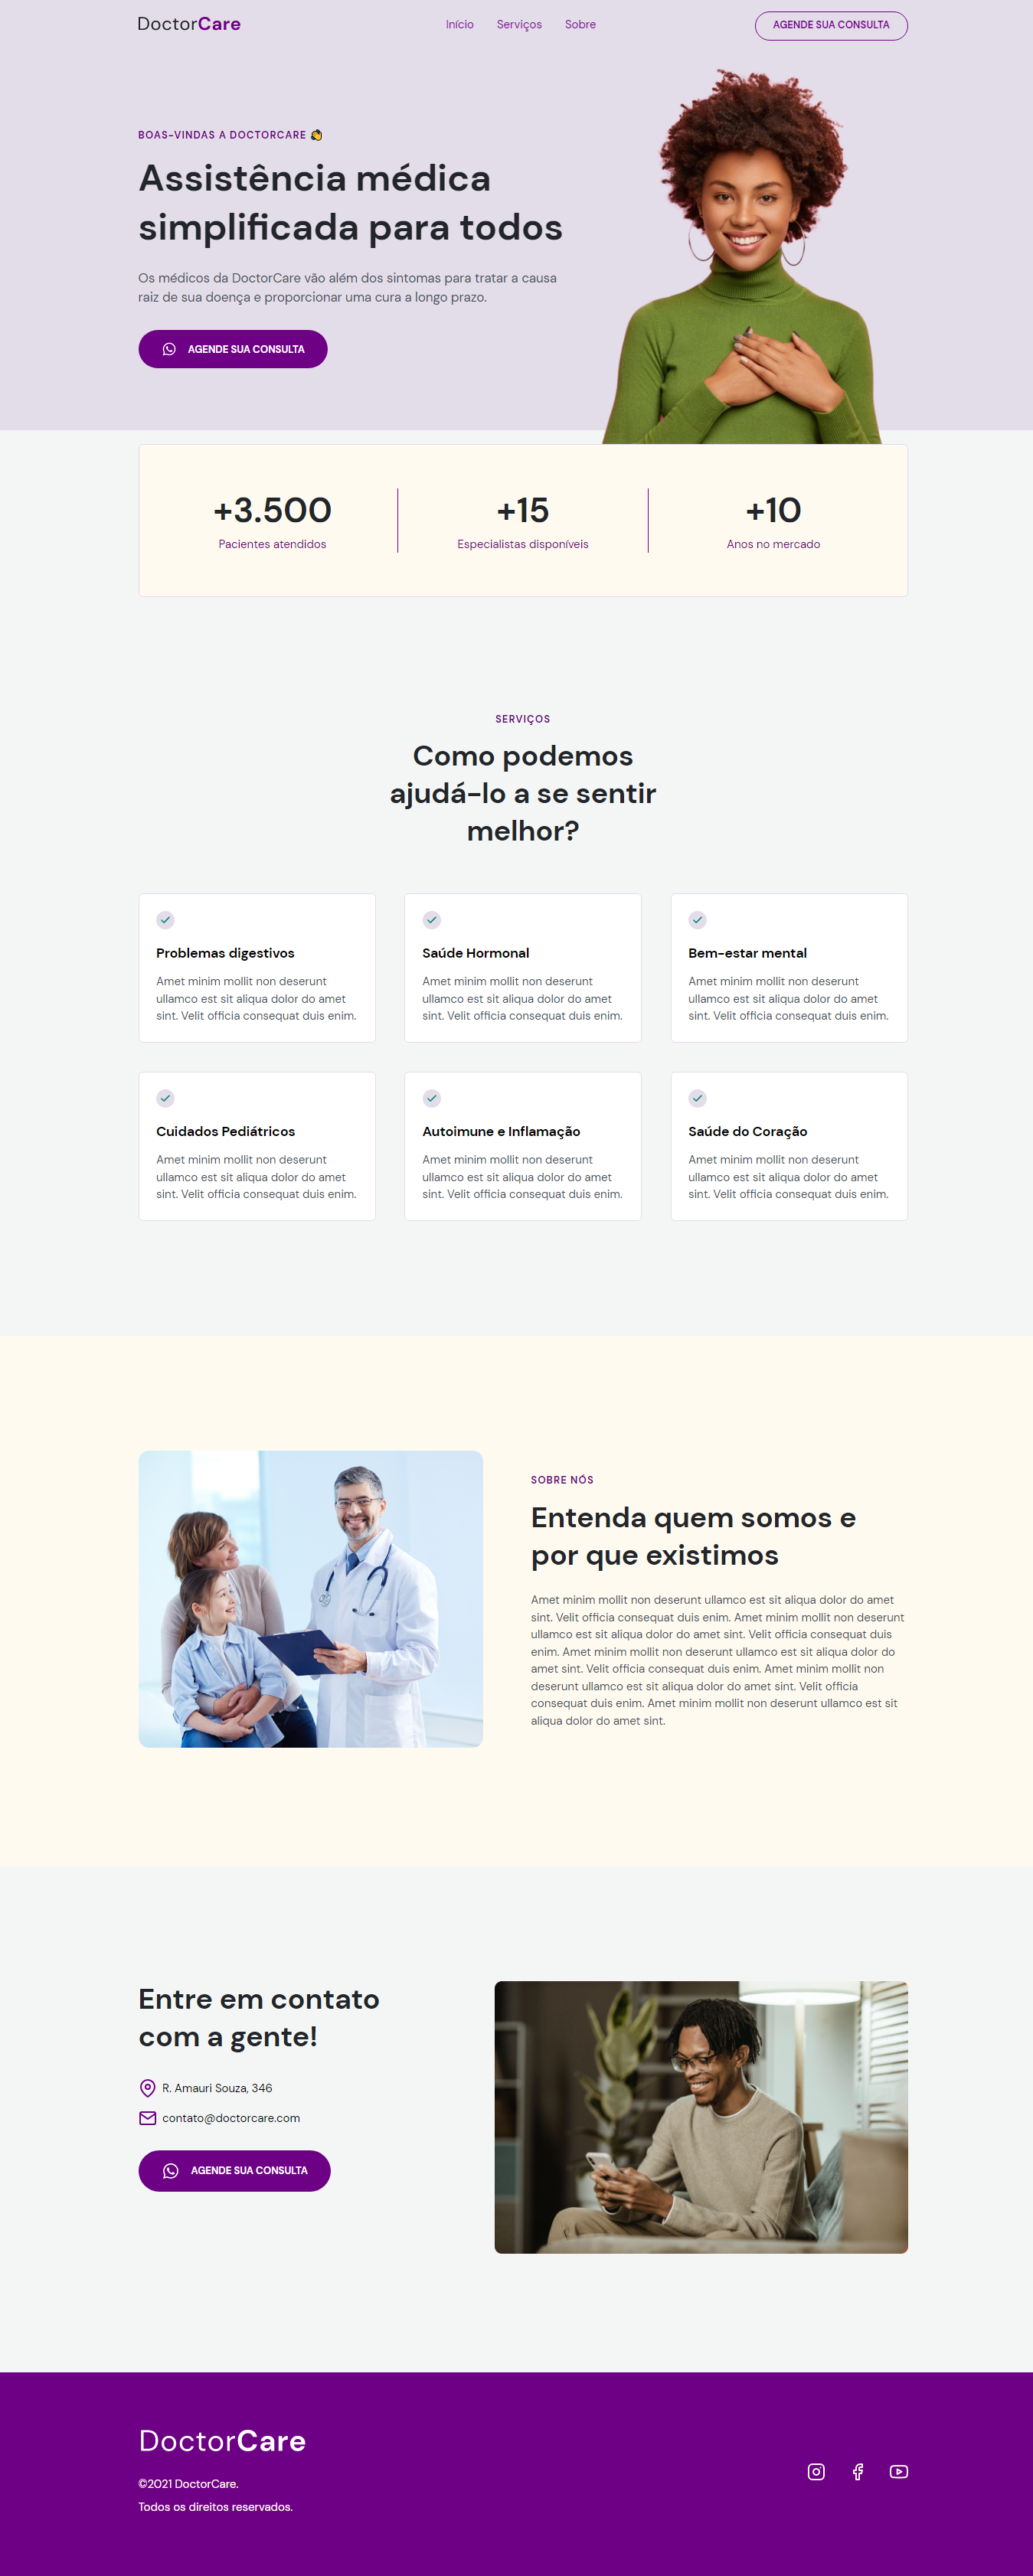 DoctorCare
Início Serviços Sobre
AGENDE SUA CONSULTA
BOAS-VINDAS A DOCTORCARE 👏
Assistência médica
simplificada para todos
Os médicos da DoctorCare vão além dos sintomas para tratar a causa
raiz de sua doença e proporcionar uma cura a longo prazo.
AGENDE SUA CONSULTA
+3.500
Pacientes atendidos
+15
Especialistas disponíveis
+10
Anos no mercado
SERVIÇOS
Como podemos
ajudá-lo a se sentir
melhor?
Problemas digestivos
Amet minim mollit non deserunt
ullamco est sit aliqua dolor do amet
sint. Velit officia consequat duis enim.
Saúde Hormonal
Amet minim mollit non deserunt
ullamco est sit aliqua dolor do amet
sint. Velit officia consequat duis enim.
Bem-estar mental
Amet minim mollit non deserunt
ullamco est sit aliqua dolor do amet
sint. Velit officia consequat duis enim.
Cuidados Pediátricos
Amet minim mollit non deserunt
ullamco est sit aliqua dolor do amet
sint. Velit officia consequat duis enim.
Autoimune e Inflamação
Amet minim mollit non deserunt
ullamco est sit aliqua dolor do amet
sint. Velit officia consequat duis enim.
Saúde do Coração
Amet minim mollit non deserunt
ullamco est sit aliqua dolor do amet
sint. Velit officia consequat duis enim.
SOBRE NÓS
Entenda quem somos e
por que existimos
Amet minim mollit non deserunt ullamco est sit aliqua dolor do amet
sint. Velit officia consequat duis enim. Amet minim mollit non deserunt
ullamco est sit aliqua dolor do amet sint. Velit officia consequat duis
enim. Amet minim mollit non deserunt ullamco est sit aliqua dolor do
amet sint. Velit officia consequat duis enim. Amet minim mollit non
deserunt ullamco est sit aliqua dolor do amet sint. Velit officia
consequat duis enim. Amet minim mollit non deserunt ullamco est sit
aliqua dolor do amet sint.
Entre em contato
com a gente!
R. Amauri Souza, 346
contato@doctorcare.com
AGENDE SUA CONSULTA
DoctorCare
©2021 DoctorCare.
Todos os direitos reservados.